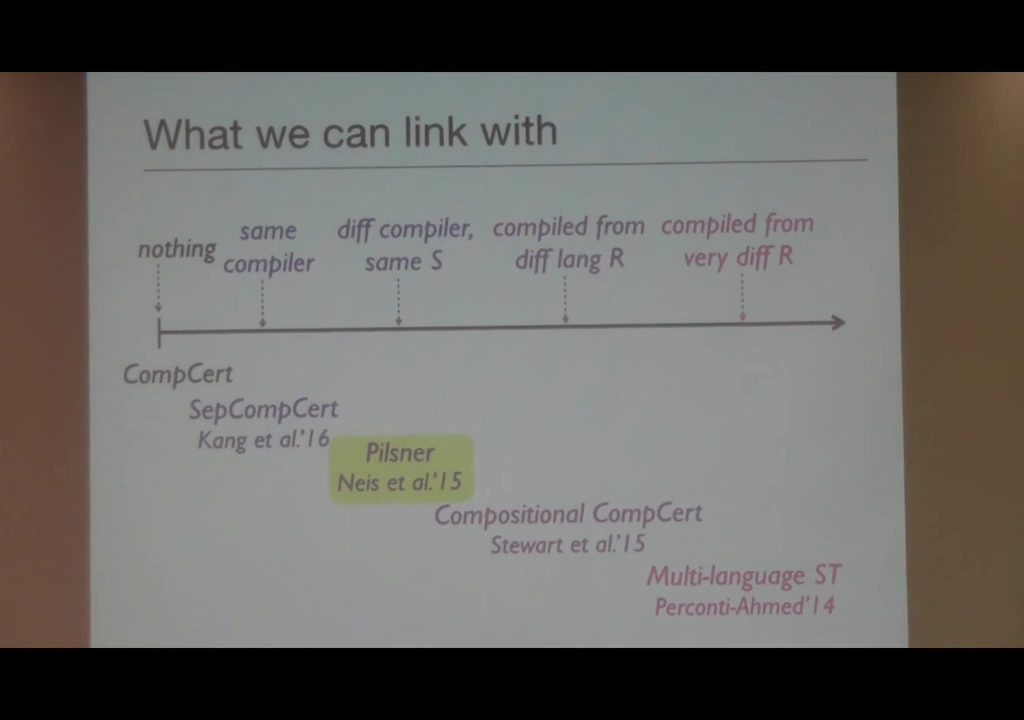 What we can link with
nothing
same
compiler
diff compiler,
same S
compiled from
diff lang R
compiled from
very diff R
CompCert
SepCompCert
Kang et al.'16
Pilsner
Neis et al.'15
Compositional CompCert
Stewart et al.'15
Multi-language ST
Perconti-Ahmed'14